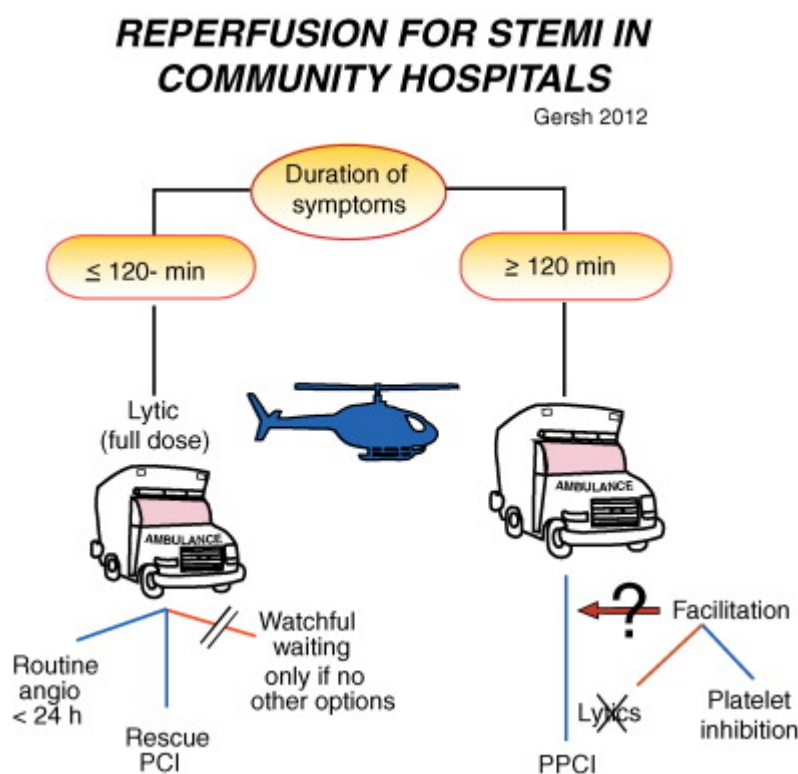 REPERFUSION FOR STEMI IN
COMMUNITY HOSPITALS
Gersh 2012
Duration of
symptoms
≤ 120- min
≥ 120 min
Lytic
(full dose)
AMBULANCE
AMBULANCE
Routine
angio
< 24 h
Rescue
PCI
Watchful
waiting
only if no
other options
?
Facilitation
Lytics
Platelet
inhibition
PPCI